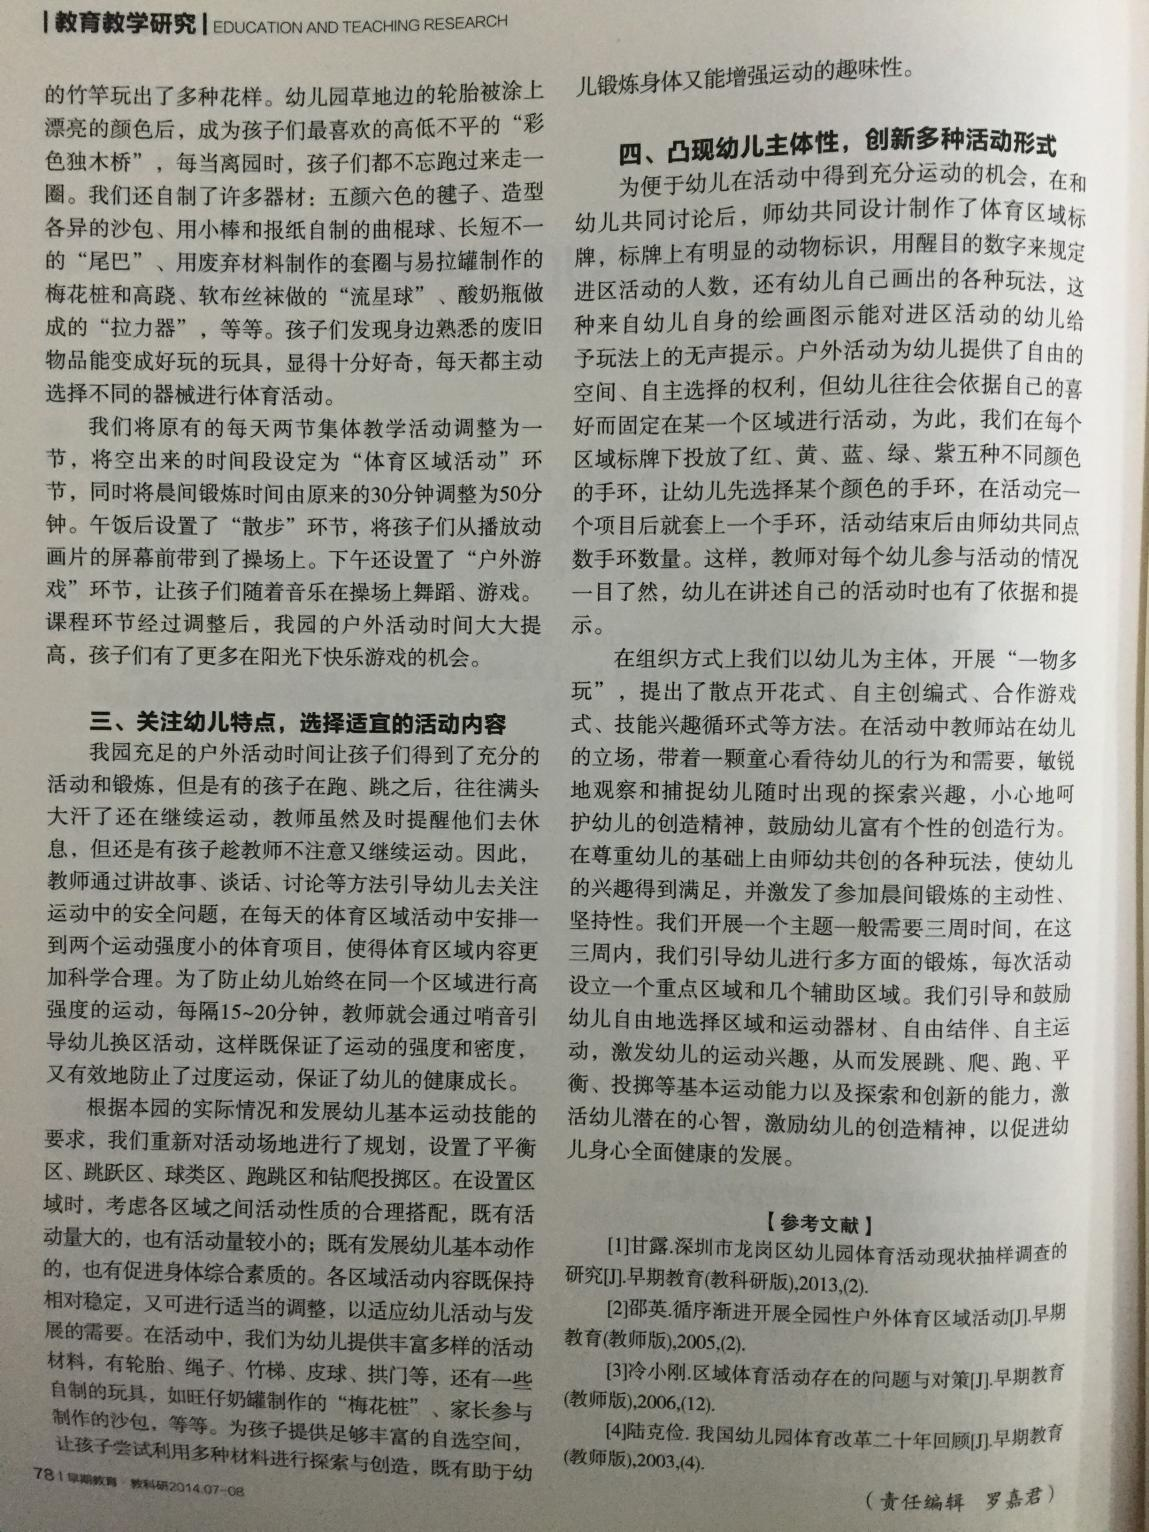 教育教学研究 EDUCATION AND TEACHING RESEARCH
的竹竿玩出了多种花样。幼儿园草地边的轮胎被涂上
漂亮的颜色后，成为孩子们最喜欢的高低不平的“彩
色独木桥”，每当离园时，孩子们都不忘跑过来走一
圈。我们还自制了许多器材：五颜六色的毽子、造型
各异的沙包、用小棒和报纸自制的曲棍球、长短不一
的“尾巴”、用废弃材料制作的套圈与易拉罐制作的
梅花桩和高跷、软布丝袜做的“流星球”、酸奶瓶做
成的“拉力器”，等等。孩子们发现身边熟悉的废旧
物品能变成好玩的玩具，显得十分好奇，每天都主动
选择不同的器械进行体育活动。
我们将原有的每天两节集体教学活动调整为一
节，将空出来的时间段设定为“体育区域活动”环
节，同时将晨间锻炼时间由原来的30分钟调整为50分
钟。午饭后设置了“散步”环节，将孩子们从播放动
画片的屏幕前带到了操场上。下午还设置了“户外游
戏”环节，让孩子们随着音乐在操场上舞蹈、游戏。
课程环节经过调整后，我园的户外活动时间大大提
高，孩子们有了更多在阳光下快乐游戏的机会。
三、关注幼儿特点，选择适宜的活动内容
我园充足的户外活动时间让孩子们得到了充分的
活动和锻炼，但是有的孩子在跑、跳之后，往往满头
大汗了还在继续运动，教师虽然及时提醒他们去休
息，但还是有孩子趁教师不注意又继续运动。因此，
教师通过讲故事、谈话、讨论等方法引导幼儿去关注
运动中的安全问题，在每天的体育区域活动中安排一
到两个运动强度小的体育项目，使得体育区域内容更
加科学合理。为了防止幼儿始终在同一个区域进行高
强度的运动，每隔15~20分钟，教师就会通过哨音引
导幼儿换区活动，这样既保证了运动的强度和密度，
又有效地防止了过度运动，保证了幼儿的健康成长。
根据本园的实际情况和发展幼儿基本运动技能的
要求，我们重新对活动场地进行了规划，设置了平衡
区、跳跃区、球类区、跑跳区和钻爬投掷区。在设置区
域时，考虑各区域之间活动性质的合理搭配，既有活
动量大的，也有活动量较小的；既有发展幼儿基本动作
的，也有促进身体综合素质的。各区域活动内容既保持
相对稳定，又可进行适当的调整，以适应幼儿活动与发
展的需要。在活动中，我们为幼儿提供丰富多样的活动
材料，有轮胎、绳子、竹梯、皮球、拱门等，还有一些
自制的玩具，如旺仔奶罐制作的“梅花桩”、家长参与
制作的沙包，等等。为孩子提供足够丰富的自选空间，
让孩子尝试利用多种材料进行探索与创造，既有助于幼
78 早期教育·教科研2014.07-08
儿锻炼身体又能增强运动的趣味性。
四、凸现幼儿主体性，创新多种活动形式
为便于幼儿在活动中得到充分运动的机会，在和
幼儿共同讨论后，师幼共同设计制作了体育区域标
牌，标牌上有明显的动物标识，用醒目的数字来规定
进区活动的人数，还有幼儿自己画出的各种玩法，这
种来自幼儿自身的绘画图示能对进区活动的幼儿给
予玩法上的无声提示。户外活动为幼儿提供了自由的
空间、自主选择的权利，但幼儿往往会依据自己的喜
好而固定在某一个区域进行活动，为此，我们在每个
区域标牌下投放了红、黄、蓝、绿、紫五种不同颜色
的手环，让幼儿先选择某个颜色的手环，在活动完一
个项目后就套上一个手环，活动结束后由师幼共同点
数手环数量。这样，教师对每个幼儿参与活动的情况
一目了然，幼儿在讲述自己的活动时也有了依据和提
示。
在组织方式上我们以幼儿为主体，开展“一物多
玩”，提出了散点开花式、自主创编式、合作游戏
式、技能兴趣循环式等方法。在活动中教师站在幼儿
的立场，带着一颗童心看待幼儿的行为和需要，敏锐
地观察和捕捉幼儿随时出现的探索兴趣，小心地呵
护幼儿的创造精神，鼓励幼儿富有个性的创造行为。
在尊重幼儿的基础上由师幼共创的各种玩法，使幼儿
的兴趣得到满足，并激发了参加晨间锻炼的主动性、
坚持性。我们开展一个主题一般需要三周时间，在这
三周内，我们引导幼儿进行多方面的锻炼，每次活动
设立一个重点区域和几个辅助区域。我们引导和鼓励
幼儿自由地选择区域和运动器材、自由结伴、自主运
动，激发幼儿的运动兴趣，从而发展跳、爬、跑、平
衡、投掷等基本运动能力以及探索和创新的能力，激
活幼儿潜在的心智，激励幼儿的创造精神，以促进幼
儿身心全面健康的发展。
【参考文献】
[1]甘露.深圳市龙岗区幼儿园体育活动现状抽样调查的
研究[J].早期教育(教科研版),2013,(2).
[2]邵英.循序渐进开展全园性户外体育区域活动[J].早期
教育(教师版),2005,(2).
[3]冷小刚.区域体育活动存在的问题与对策[J].早期教育
(教师版),2006,(12).
[4]陆克俭. 我国幼儿园体育改革二十年回顾[J].早期教育
(教师版),2003,(4).
（责任编辑 罗嘉君）